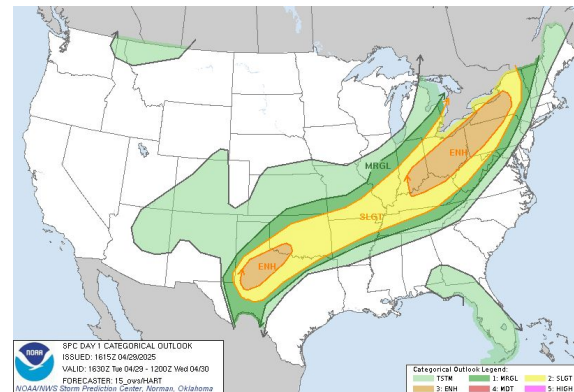 MRGL
ENH
SLGT
ENH
NOAA
SPC DAY 1 CATEGORICAL OUTLOOK
ISSUED: 1615Z 04/29/2025
VALID: 1630Z Tue 04/29 - 1200Z Wed 04/30
FORECASTER: 15_ows/HART
NOAA/NWS Storm Prediction Center, Norman, Oklahoma
Categorical Outlook Legend:
TSTM 1: MRGL 2: SLGT
3: ENH 4: MDT 5: HIGH